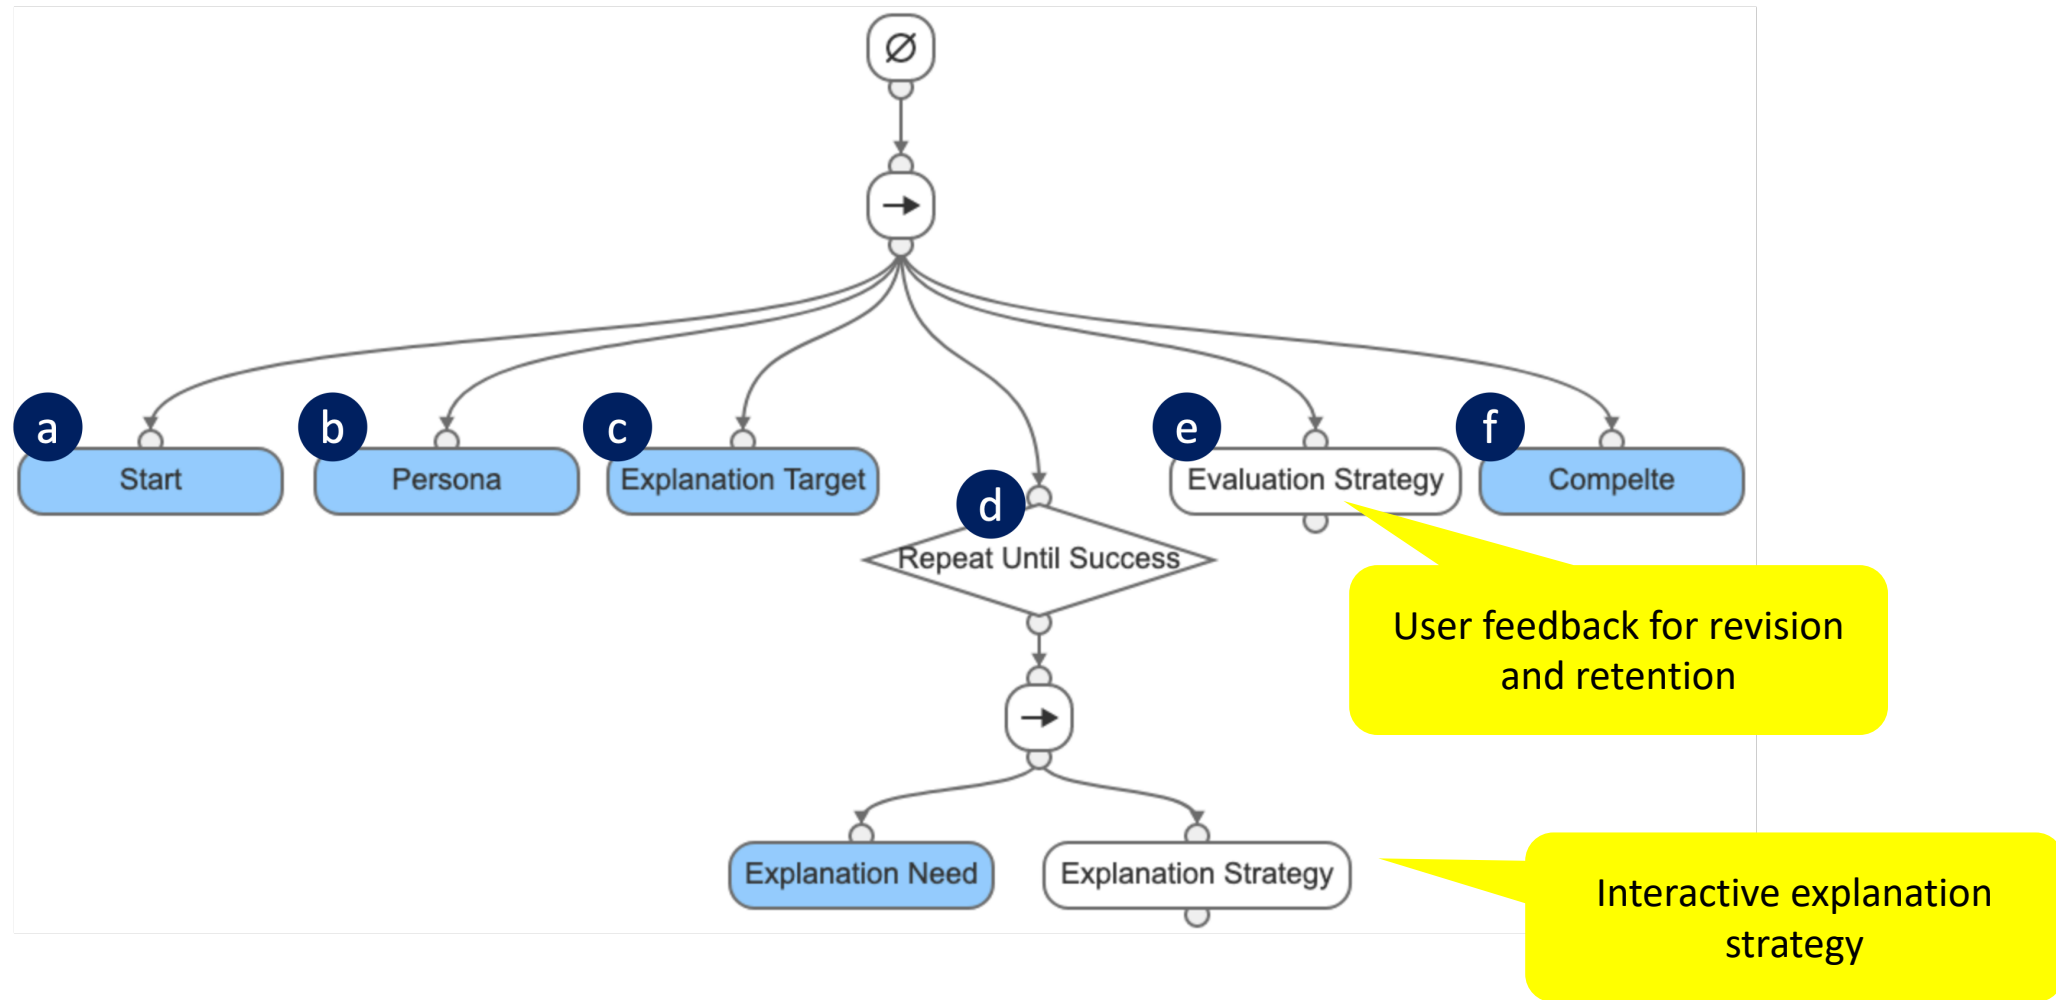 Ø
→
a
b
c
e
f
Start
Persona
Explanation Target
Evaluation Strategy
Compelte
d
Repeat Until Success
User feedback for revision
and retention
→
Explanation Need
Explanation Strategy
Interactive explanation
strategy